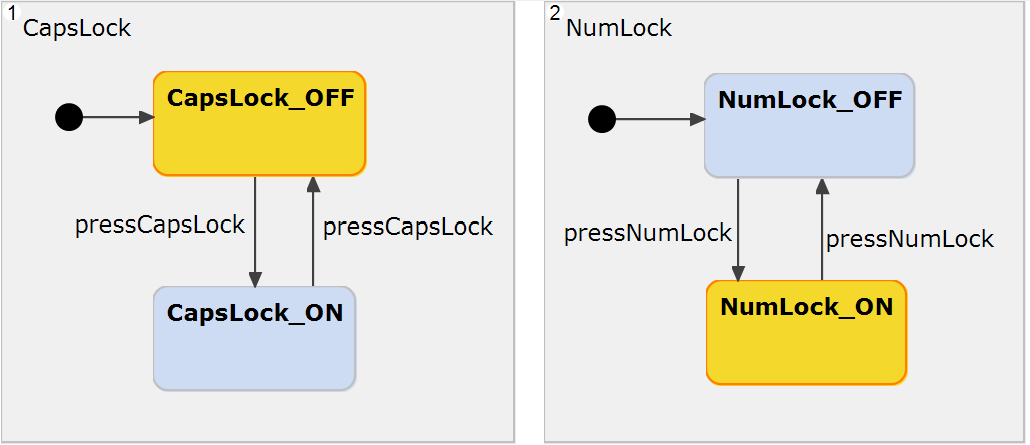 1
CapsLock
CapsLock_OFF
pressCapsLock
pressCapsLock
CapsLock_ON
2
NumLock
NumLock_OFF
pressNumLock
pressNumLock
NumLock_ON